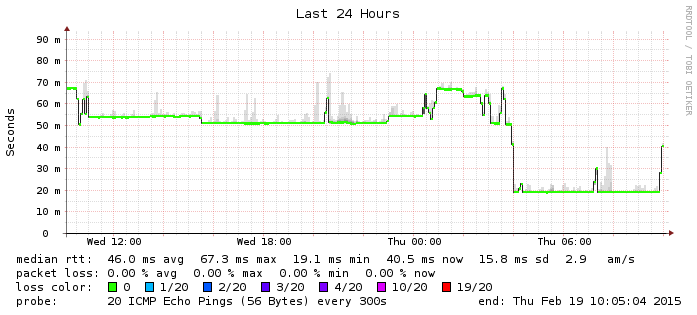 Last 24 Hours
RRDTOOL / TOBI OETIKER
90 m
80 m
70 m
60 m
50 m
40 m
30 m
20 m
10 m
0
Seconds
Wed 12:00 Wed 18:00 Thu 00:00 Thu 06:00
median rtt: 46.0 ms avg 67.3 ms max 19.1 ms min 40.5 ms now 15.8 ms sd 2.9 am/s
packet loss: 0.00 % avg 0.00 % max 0.00 % min 0.00 % now
loss color: 0 1/20 2/20 3/20 4/20 10/20 19/20
probe: 20 ICMP Echo Pings (56 Bytes) every 300s end: Thu Feb 19 10:05:04 2015